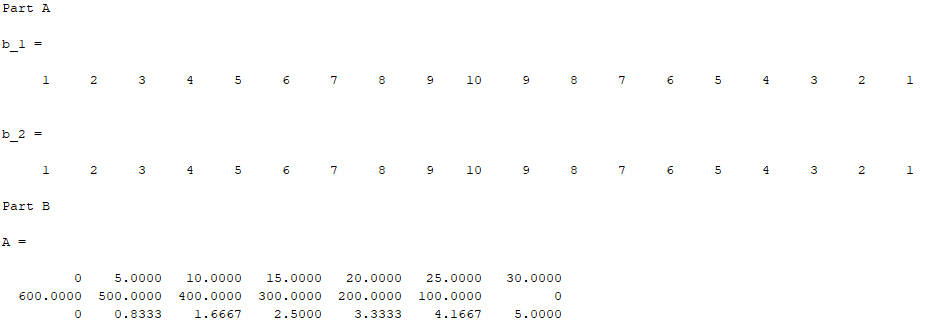 Part A
b_1 =
1 2 3 4 5 6 7 8 9 10 9 8 7 6 5 4 3 2 1
b_2 =
1 2 3 4 5 6 7 8 9 10 9 8 7 6 5 4 3 2 1
Part B
A =
0 5.0000 10.0000 15.0000 20.0000 25.0000 30.0000
600.0000 500.0000 400.0000 300.0000 200.0000 100.0000 0
0 0.8333 1.6667 2.5000 3.3333 4.1667 5.0000